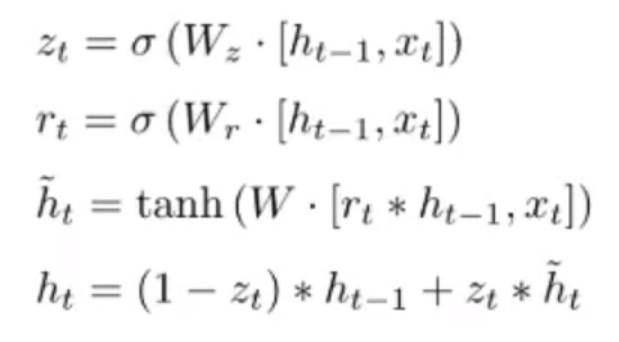 z_t = σ (W_z · [h_{t−1}, x_t])
r_t = σ (W_r · [h_{t−1}, x_t])
h̃_t = tanh (W · [r_t * h_{t−1}, x_t])
h_t = (1 − z_t) * h_{t−1} + z_t * h̃_t